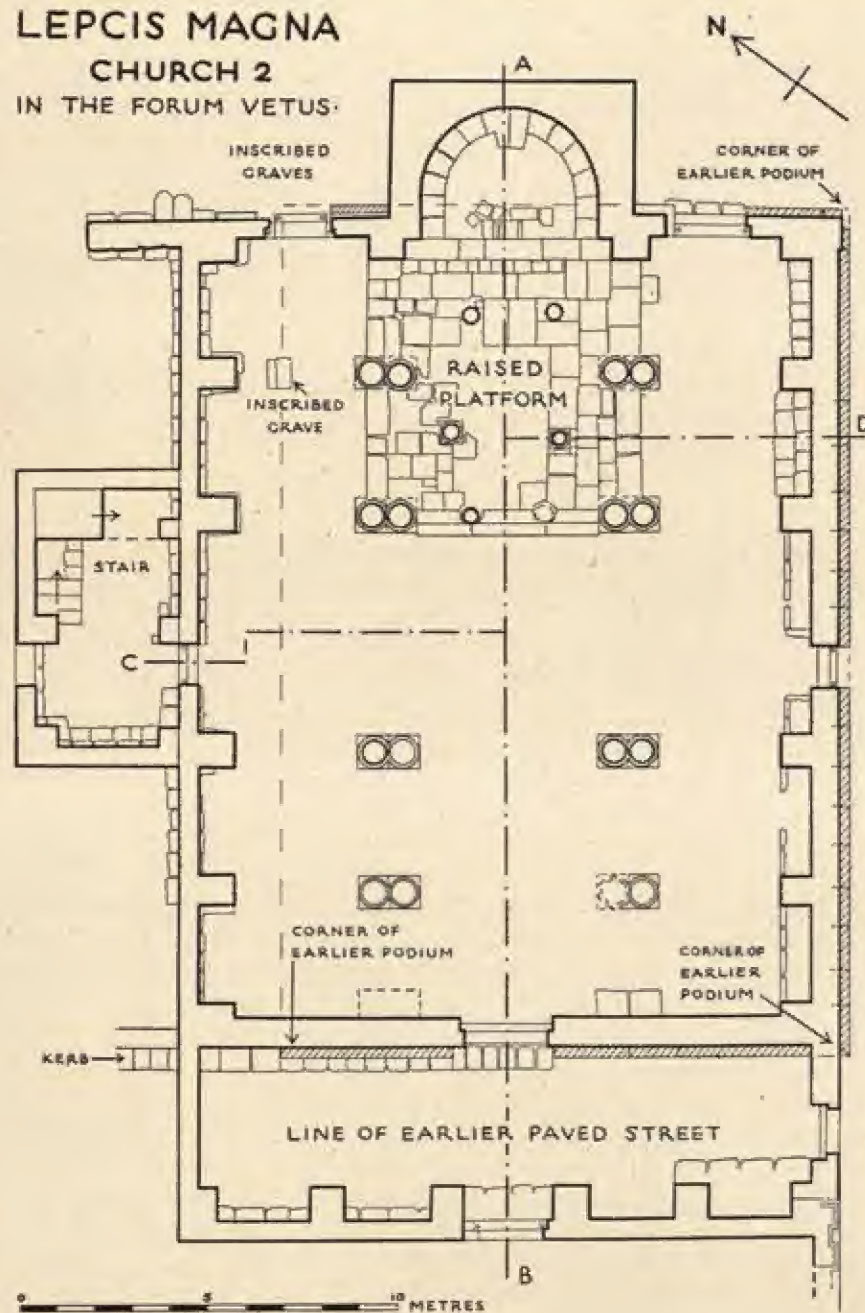 LEPCIS MAGNA
CHURCH 2
IN THE FORUM VETUS.
N
A
INSCRIBED
GRAVES
CORNER OF
EARLIER PODIUM
RAISED
PLATFORM
INSCRIBED
GRAVE
D
STAIR
C
CORNER OF
EARLIER PODIUM
CORNER OF
EARLIER
PODIUM
KERB
LINE OF EARLIER PAVED STREET
B
0 5 10 METRES